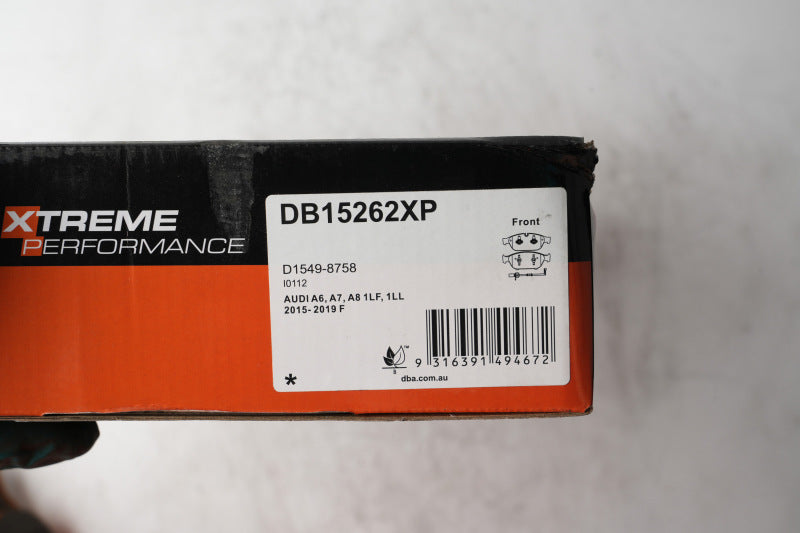 XTREME
PERFORMANCE
DB15262XP
Front
D1549-8758
I0112
AUDI A6, A7, A8 1LF, 1LL
2015- 2019 F
*
TM
B
9 316391 494672
dba.com.au